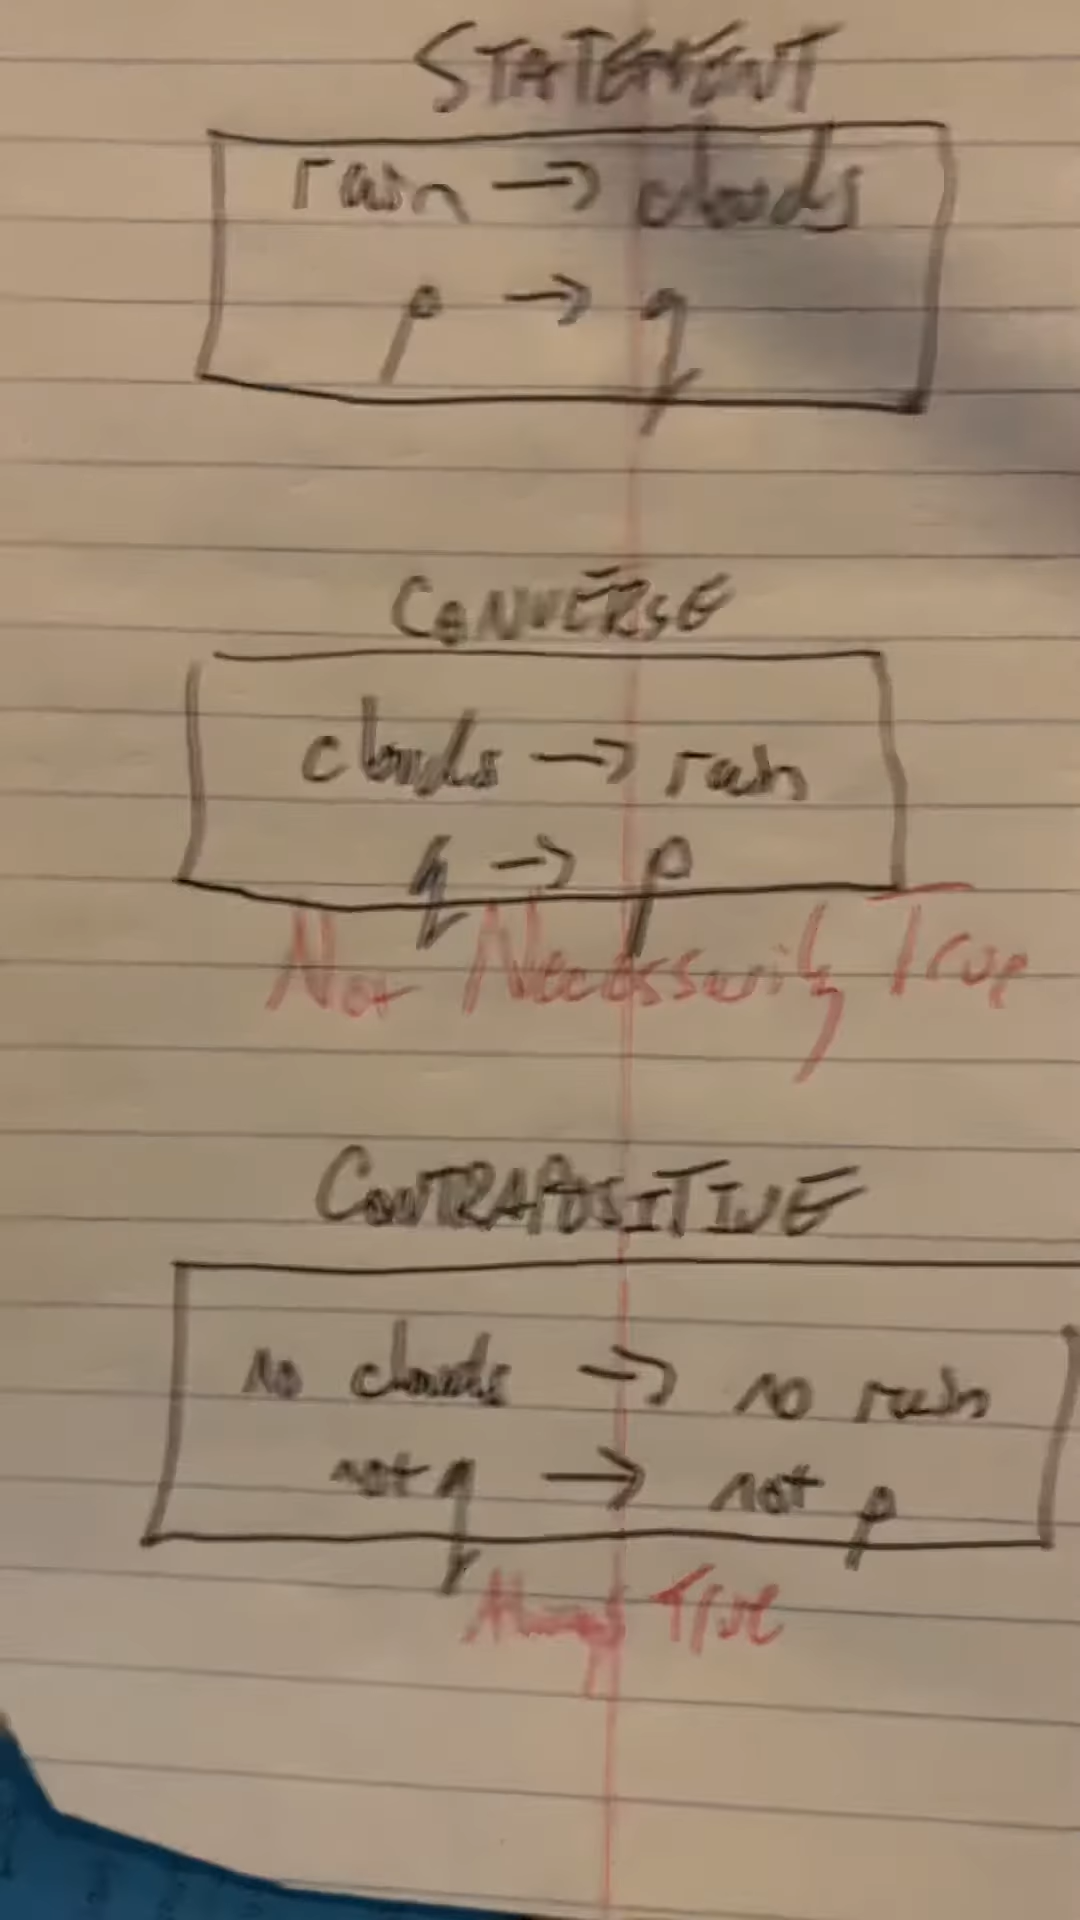 STATEMENT
rain → clouds
p → q
CONVERSE
clouds → rain
q → p
Not Necessarily True
CONTRAPOSITIVE
no clouds → no rain
not q → not p
Always True